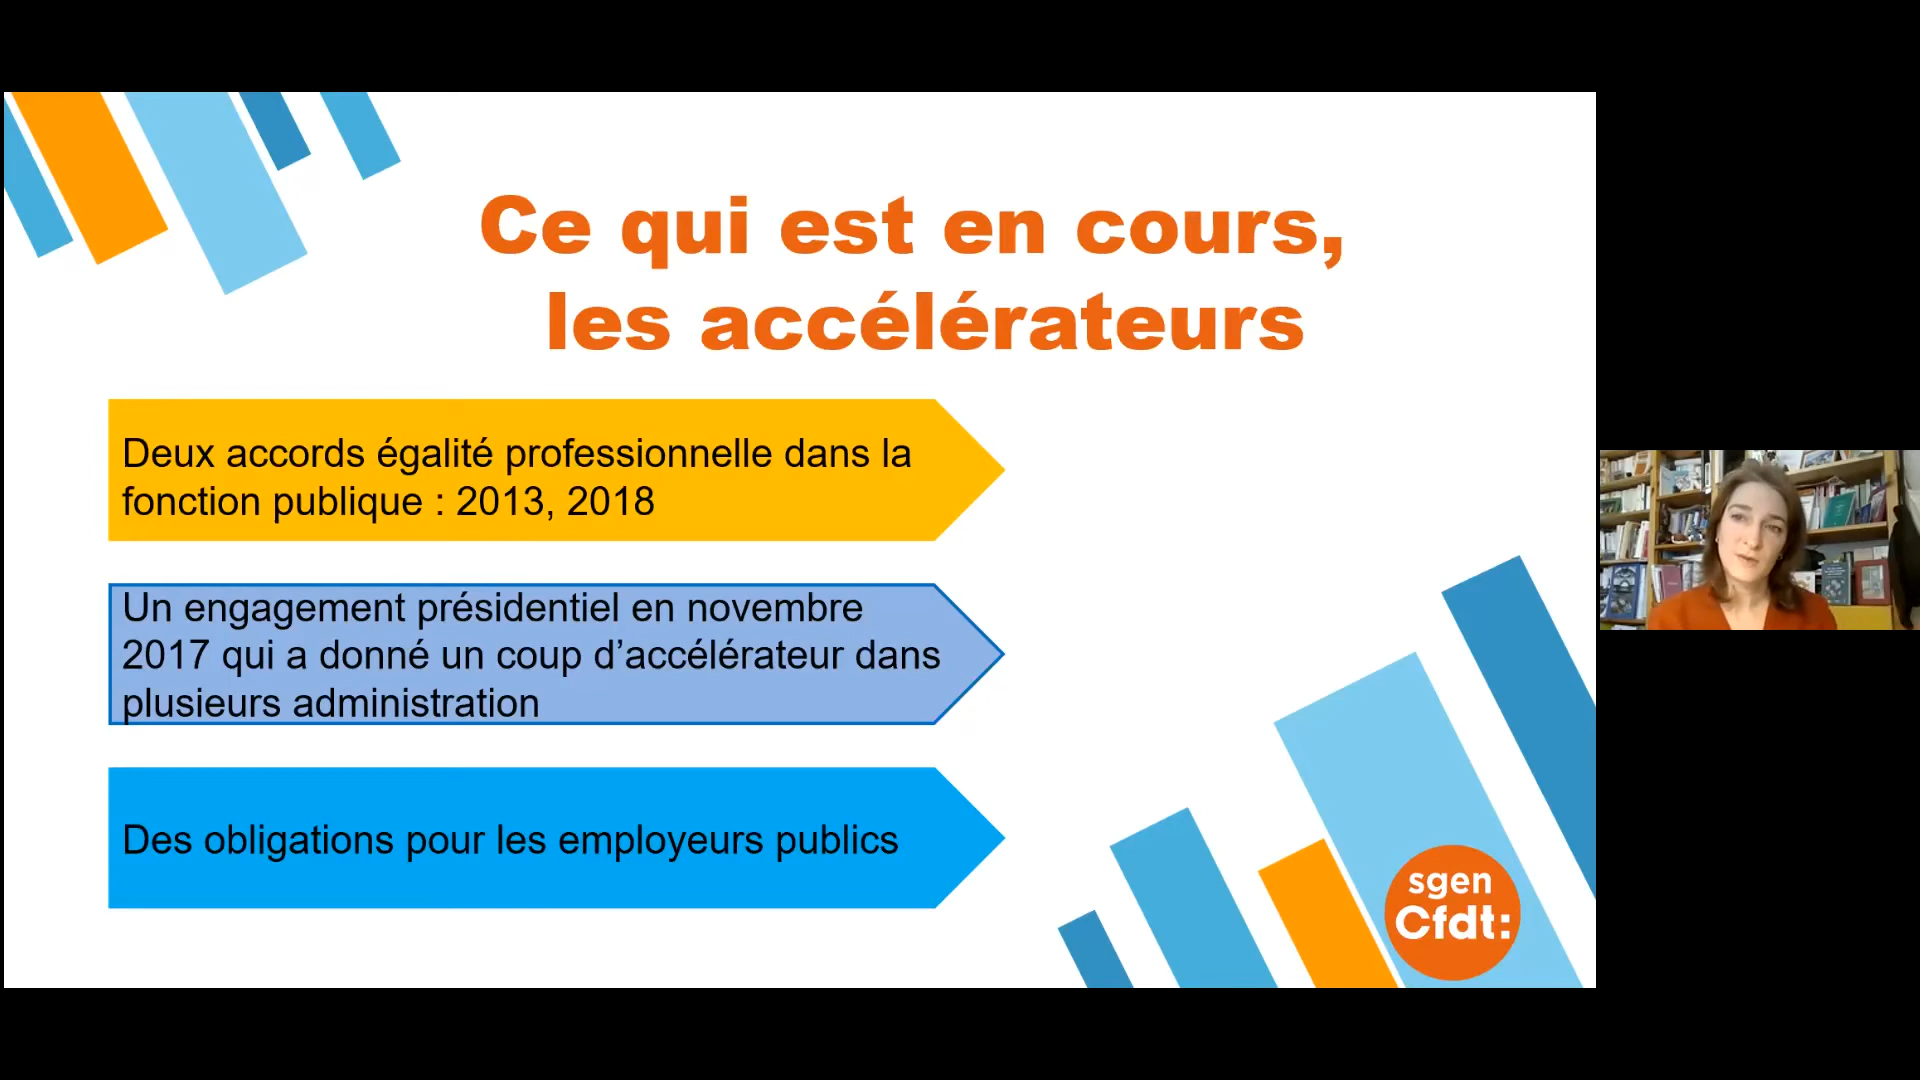 Ce qui est en cours,
les accélérateurs
Deux accords égalité professionnelle dans la
fonction publique : 2013, 2018
Un engagement présidentiel en novembre
2017 qui a donné un coup d’accélérateur dans
plusieurs administration
Des obligations pour les employeurs publics
sgen
Cfdt: